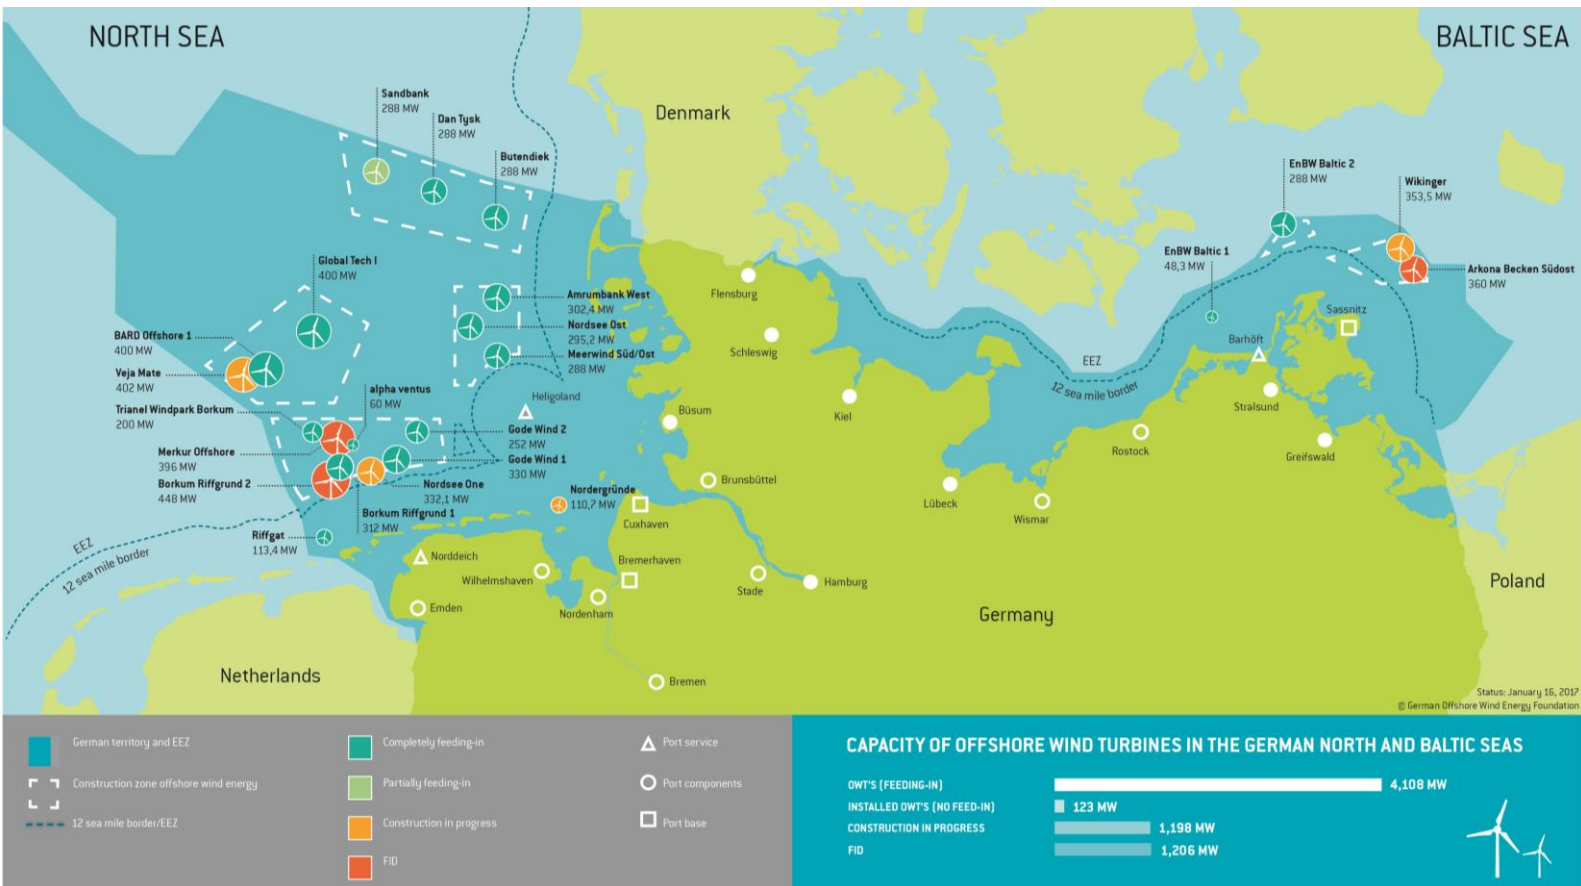 NORTH SEA
BALTIC SEA
Sandbank
288 MW
Dan Tysk
288 MW
Butendiek
288 MW
Denmark
EnBW Baltic 2
288 MW
Wikinger
353,5 MW
EnBW Baltic 1
48,3 MW
Arkona Becken Südost
360 MW
Global Tech I
400 MW
Amrumbank West
302,4 MW
Nordsee Ost
295,2 MW
Meerwind Süd/Ost
288 MW
BARD Offshore 1
400 MW
Veja Mate
402 MW
alpha ventus
60 MW
Trianel Windpark Borkum
200 MW
Merkur Offshore
396 MW
Borkum Riffgrund 2
448 MW
Gode Wind 2
252 MW
Gode Wind 1
330 MW
Nordsee One
332,1 MW
Borkum Riffgrund 1
312 MW
Nordergründe
110,7 MW
Riffgat
113,4 MW
EEZ
12 sea mile border
Heligoland
Flensburg
Schleswig
Kiel
Büsum
Brunsbüttel
Cuxhaven
Bremerhaven
Norddeich
Wilhelmshaven
Emden
Nordenham
Stade
Hamburg
Bremen
Lübeck
Wismar
Rostock
EEZ
12 sea mile border
Barhöft
Sassnitz
Stralsund
Greifswald
Netherlands
Germany
Poland
Status: January 16, 2017
© German Offshore Wind Energy Foundation
German territory and EEZ
Construction zone offshore wind energy
12 sea mile border/EEZ
Completely feeding-in
Partially feeding-in
Construction in progress
FID
Port service
Port components
Port base
CAPACITY OF OFFSHORE WIND TURBINES IN THE GERMAN NORTH AND BALTIC SEAS
OWT'S (FEEDING-IN) 4,108 MW
INSTALLED OWT'S (NO FEED-IN) 123 MW
CONSTRUCTION IN PROGRESS 1,198 MW
FID 1,206 MW